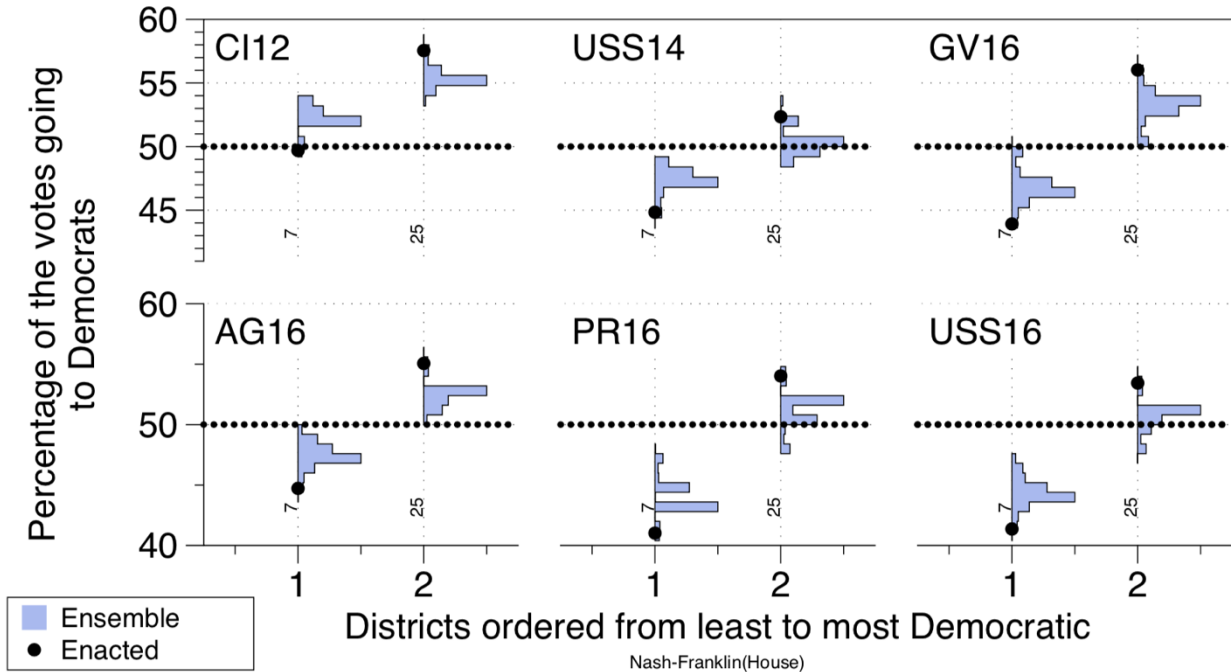 Percentage of the votes going
to Democrats
60
55
50
45
CI12
7
25
USS14
7
25
GV16
7
25
60
50
40
AG16
7
25
PR16
7
25
USS16
7
25
1 2 1 2 1 2
Districts ordered from least to most Democratic
Nash-Franklin(House)
Ensemble
Enacted